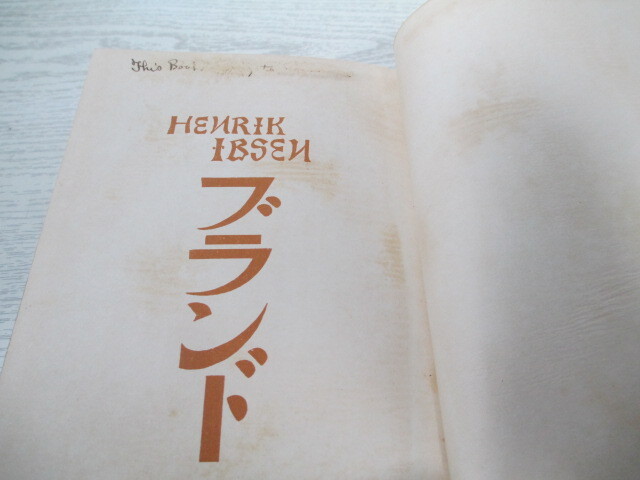 This Book
HENRIK
IBSEN
ブランド